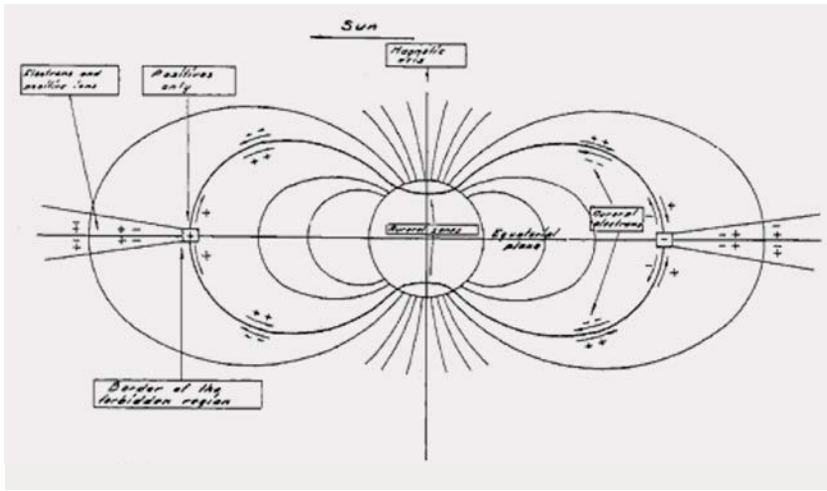 Sun
Magnetic
axis
Electrons and
positive ions
Positives
only
Auroral zones
Equatorial
plane
Auroral
electrons
Border of the
forbidden region